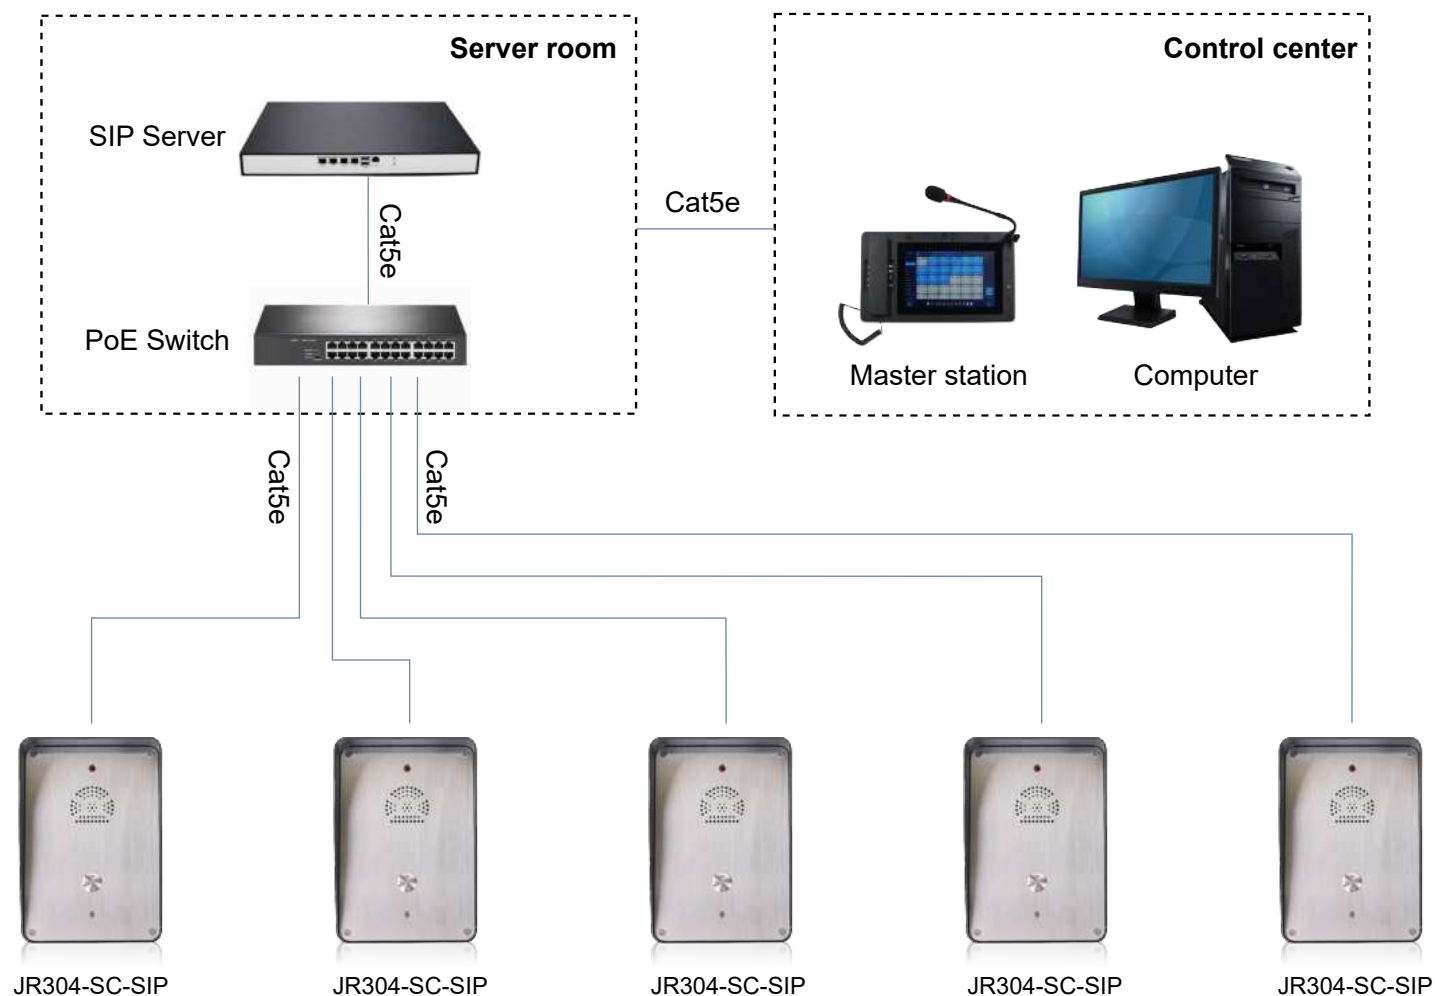 Server room
Control center
SIP Server
Cat5e
Cat5e
PoE Switch
Master station
Computer
Cat5e
Cat5e
JR304-SC-SIP
JR304-SC-SIP
JR304-SC-SIP
JR304-SC-SIP
JR304-SC-SIP